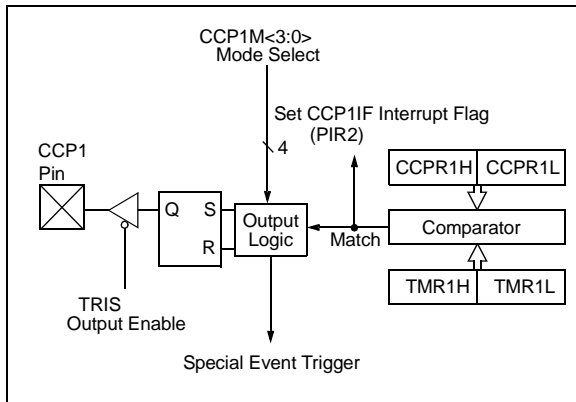 CCP1M<3:0>
Mode Select
Set CCP1IF Interrupt Flag
(PIR2)
4
CCP1
Pin
CCPR1H CCPR1L
Q S
R
Output
Logic
Match
Comparator
TRIS
Output Enable
TMR1H TMR1L
Special Event Trigger